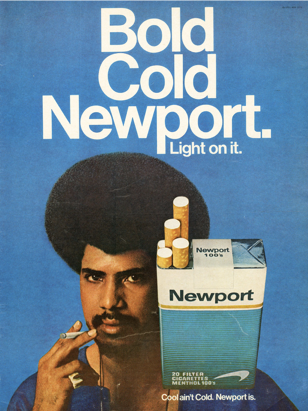 Bold
Cold
Newport.
Light on it.
Newport
100's
Newport
20 FILTER
CIGARETTES
MENTHOL 100's
Cool ain't Cold. Newport is.